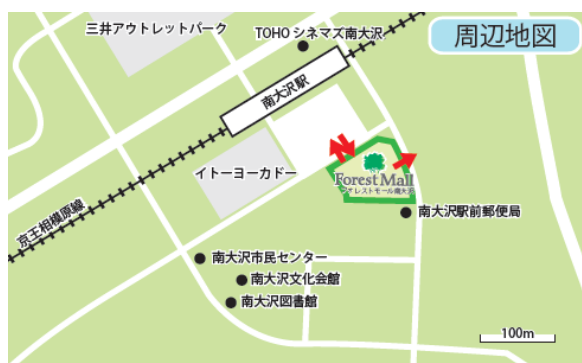 三井アウトレットパーク
TOHOシネマズ南大沢
周辺地図
南大沢駅
イトーヨーカドー
Forest Mall
フォレストモール南大沢
京王相模原線
南大沢駅前郵便局
南大沢市民センター
南大沢文化会館
南大沢図書館
100m